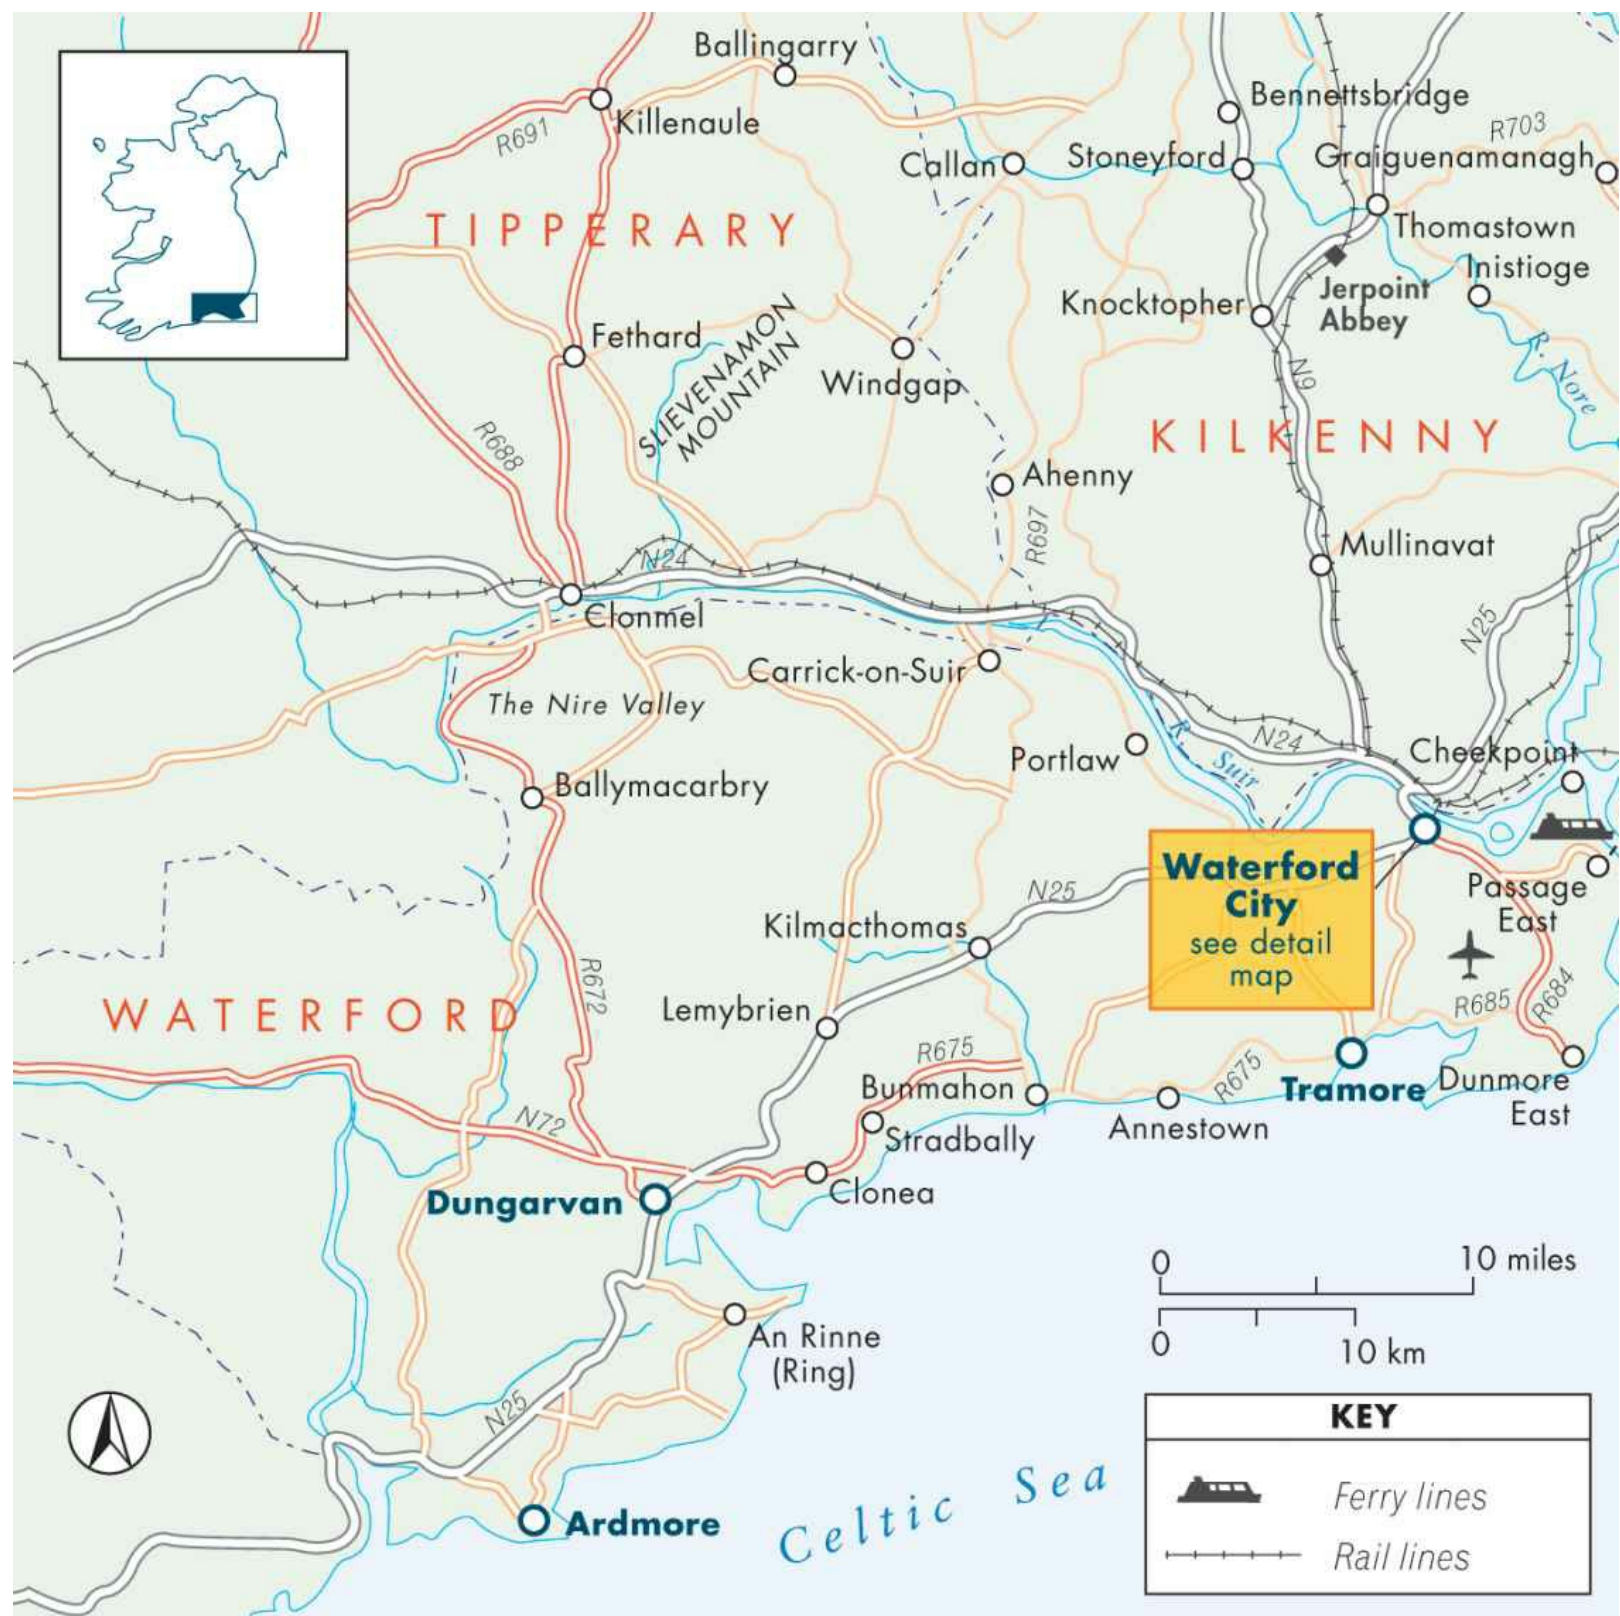 Ballingarry
Bennettsbridge
Killenaule
R691
R703
Callan
Stoneyford
Graiguenamanagh
TIPPERARY
Thomastown
Inistioge
Jerpoint
Abbey
Knocktopher
SLIEVENAMON
MOUNTAIN
Fethard
Windgap
N9
R. Nore
R688
KILKENNY
Ahenny
R697
Mullinavat
N24
Clonmel
N25
Carrick-on-Suir
The Nire Valley
R. Suir
N24
Portlaw
Cheekpoint
Ballymacarbry
Waterford
City
see detail
map
Passage
East
N25
Kilmacthomas
R672
WATERFORD
Lemybrien
R685
R684
R675
Bunmahon
R675
Tramore
Dunmore
East
N72
Stradbally
Annestown
Clonea
Dungarvan
0
10 miles
0
10 km
An Rinne
(Ring)
N25
KEY
Ferry lines
Rail lines
Celtic Sea
Ardmore